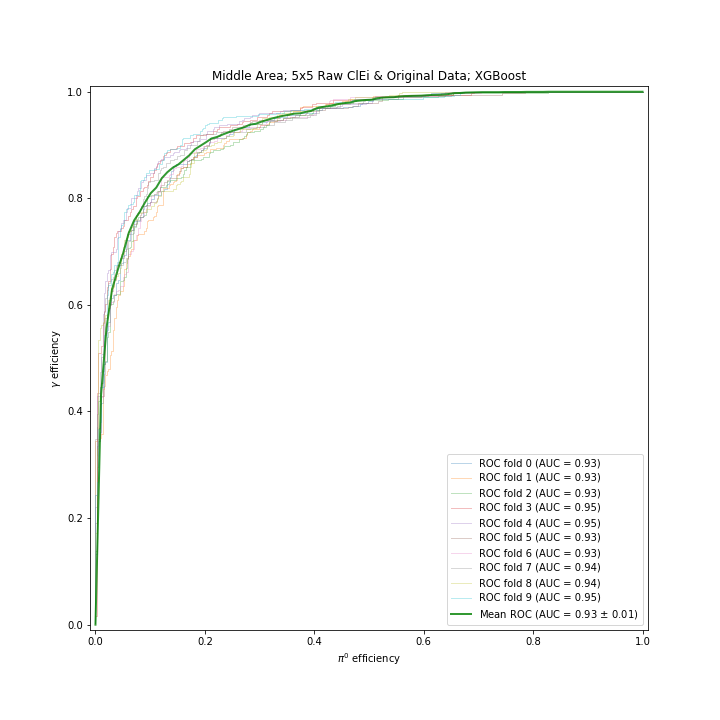 Middle Area; 5x5 Raw ClEi & Original Data; XGBoost
1.0
0.8
0.6
0.4
0.2
0.0
γ efficiency
ROC fold 0 (AUC = 0.93)
ROC fold 1 (AUC = 0.93)
ROC fold 2 (AUC = 0.93)
ROC fold 3 (AUC = 0.95)
ROC fold 4 (AUC = 0.95)
ROC fold 5 (AUC = 0.93)
ROC fold 6 (AUC = 0.93)
ROC fold 7 (AUC = 0.94)
ROC fold 8 (AUC = 0.94)
ROC fold 9 (AUC = 0.95)
Mean ROC (AUC = 0.93 ± 0.01)
0.0 0.2 0.4 0.6 0.8 1.0
π⁰ efficiency